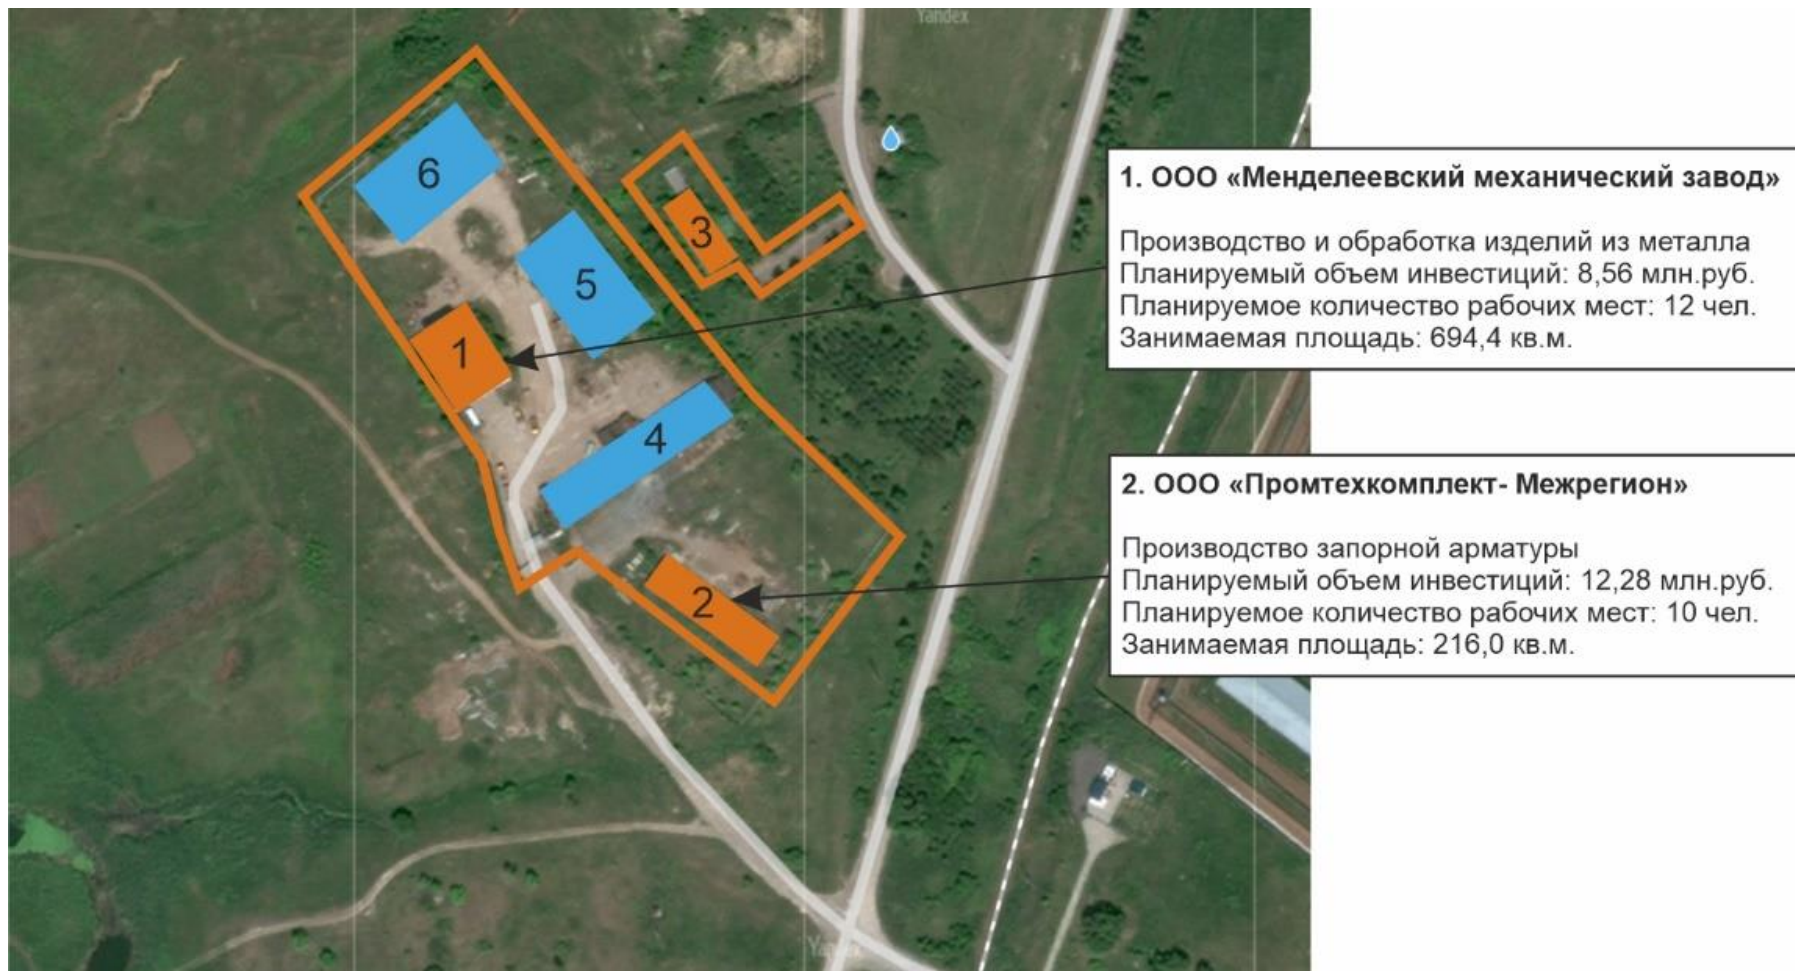 Yandex
6
3
5
1
4
2
1. ООО «Менделеевский механический завод»
Производство и обработка изделий из металла
Планируемый объем инвестиций: 8,56 млн.руб.
Планируемое количество рабочих мест: 12 чел.
Занимаемая площадь: 694,4 кв.м.
2. ООО «Промтехкомплект- Межрегион»
Производство запорной арматуры
Планируемый объем инвестиций: 12,28 млн.руб.
Планируемое количество рабочих мест: 10 чел.
Занимаемая площадь: 216,0 кв.м.